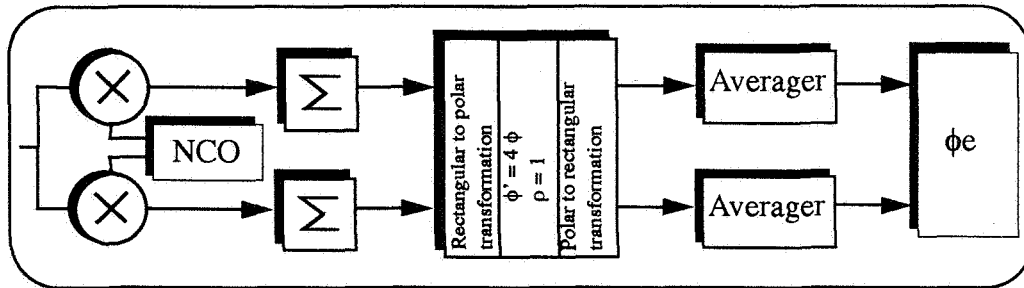 NCO
Σ
Σ
Rectangular to polar
transformation
ϕ' = 4 ϕ
ρ = 1
Polar to rectangular
transformation
Averager
Averager
ϕe